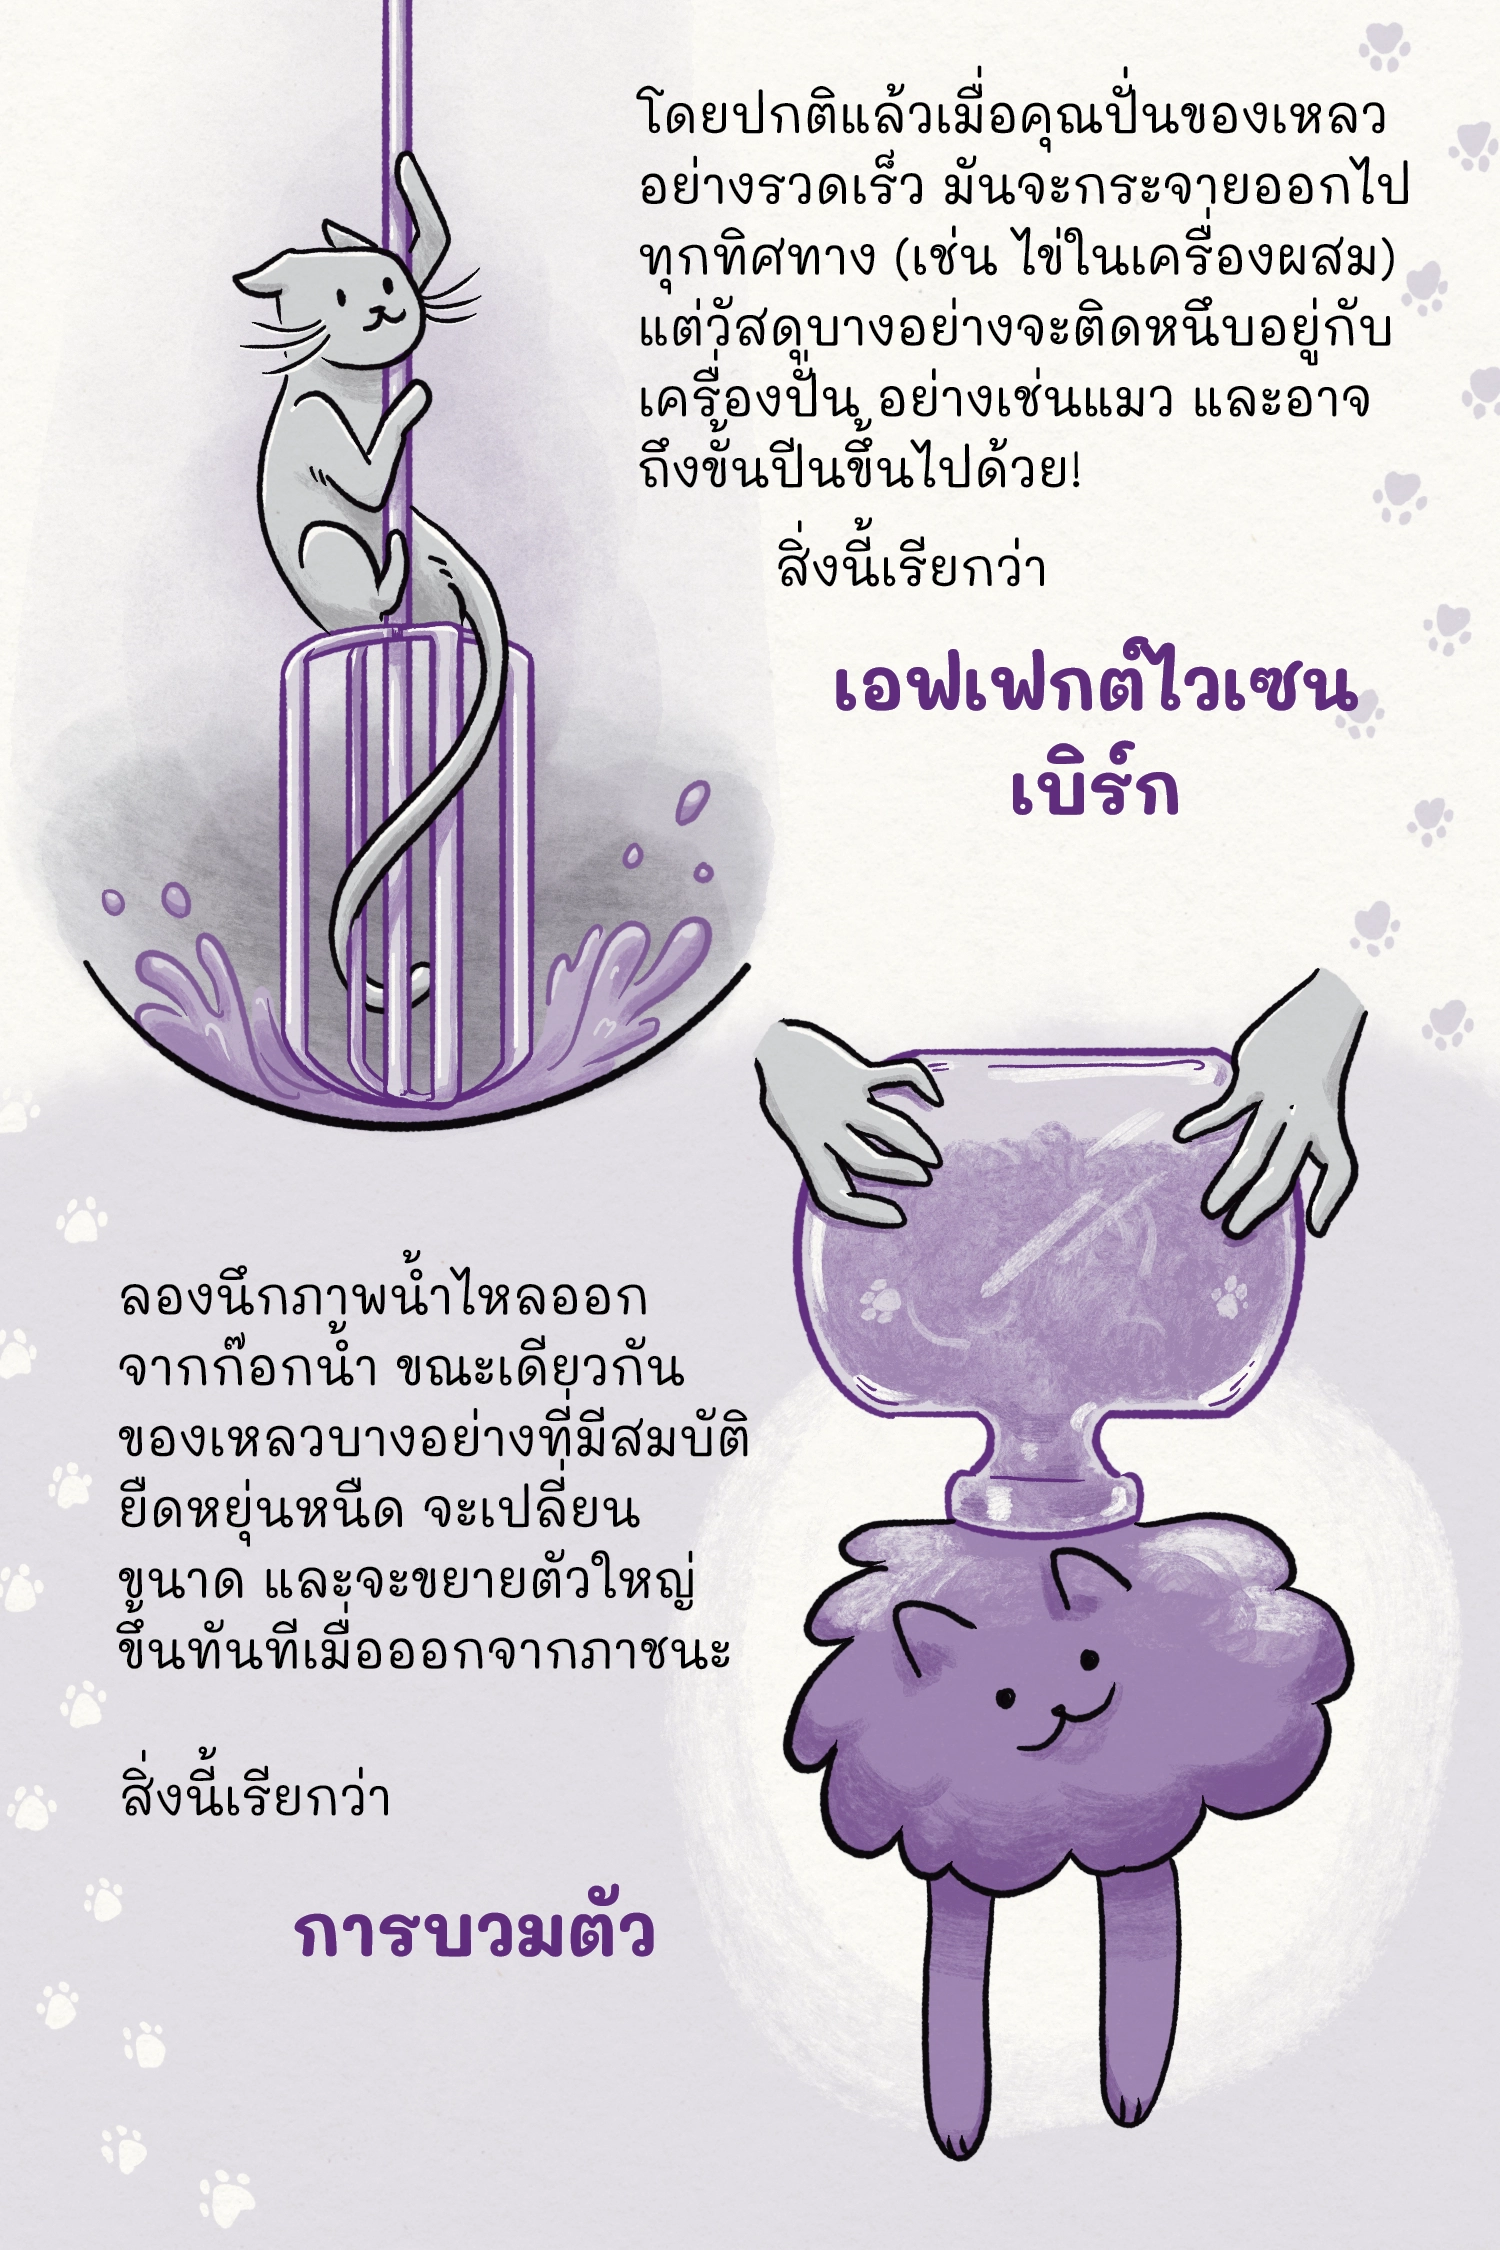 โดยปกติแล้วเมื่อคุณปั่นของเหลว
อย่างรวดเร็ว มันจะกระจายออกไป
ทุกทิศทาง (เช่น ไข่ในเครื่องผสม)
แต่วัสดุบางอย่างจะติดหนึบอยู่กับ
เครื่องปั่น อย่างเช่นแมว และอาจ
ถึงขั้นปีนขึ้นไปด้วย!
สิ่งนี้เรียกว่า
เอฟเฟกต์ไวเซน
เบิร์ก
ลองนึกภาพน้ำไหลออก
จากก๊อกน้ำ ขณะเดียวกัน
ของเหลวบางอย่างที่มีสมบัติ
ยืดหยุ่นหนืด จะเปลี่ยน
ขนาด และจะขยายตัวใหญ่
ขึ้นทันทีเมื่อออกจากภาชนะ
สิ่งนี้เรียกว่า
การบวมตัว